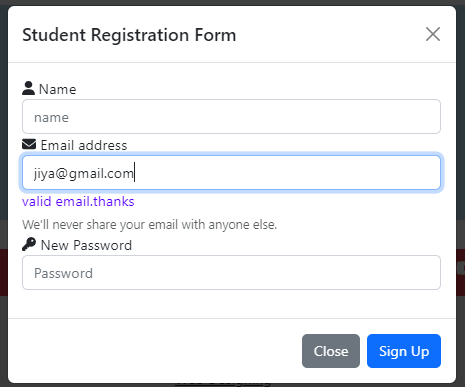 Student Registration Form
Name
name
Email address
jiya@gmail.com
valid email.thanks
We'll never share your email with anyone else.
New Password
Password
Close
Sign Up